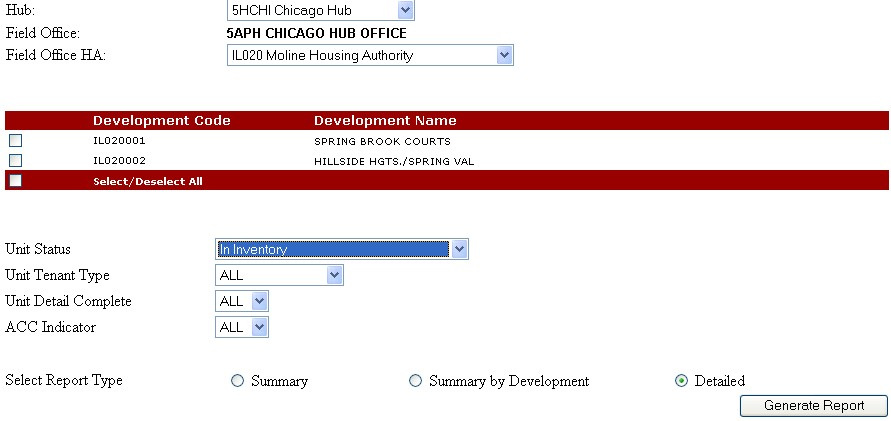 Hub: 5HCHI Chicago Hub
Field Office: 5APH CHICAGO HUB OFFICE
Field Office HA: IL020 Moline Housing Authority
Development Code Development Name
IL020001 SPRING BROOK COURTS
IL020002 HILLSIDE HGTS./SPRING VAL
Select/Deselect All
Unit Status In Inventory
Unit Tenant Type ALL
Unit Detail Complete ALL
ACC Indicator ALL
Select Report Type Summary Summary by Development Detailed
Generate Report